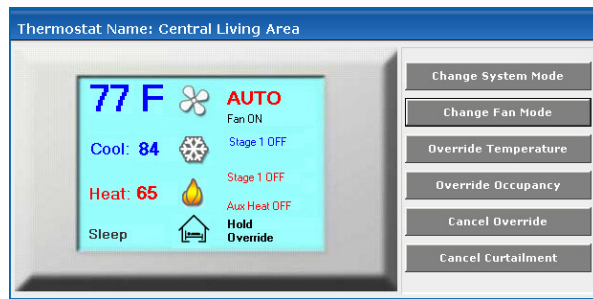 Thermostat Name: Central Living Area
77 F
AUTO
Fan ON
Cool: 84
Stage 1 OFF
Heat: 65
Stage 1 OFF
Aux Heat OFF
Sleep
Hold
Override
Change System Mode
Change Fan Mode
Override Temperature
Override Occupancy
Cancel Override
Cancel Curtailment